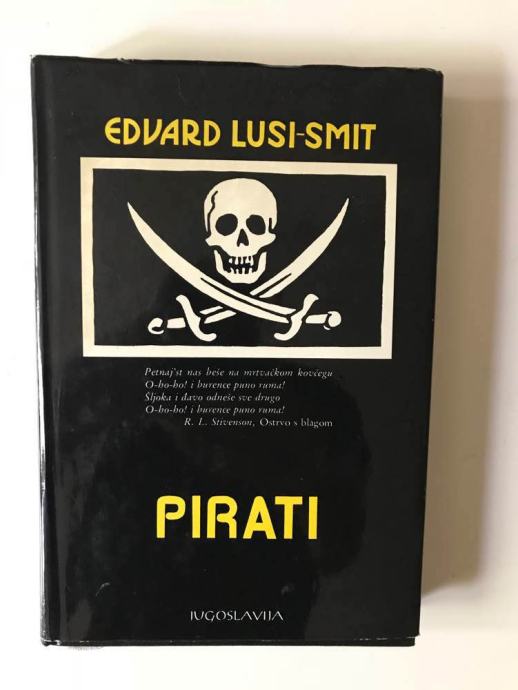 EDVARD LUSI-SMIT
Petnaj'st nas beše na mrtvačkom kovčegu
O-ho-ho! i burence puno ruma!
Šljoka i đavo odneše sve drugo
O-ho-ho! i burence puno ruma!
R. L. Stivenson, Ostrvo s blagom
PIRATI
JUGOSLAVIJA